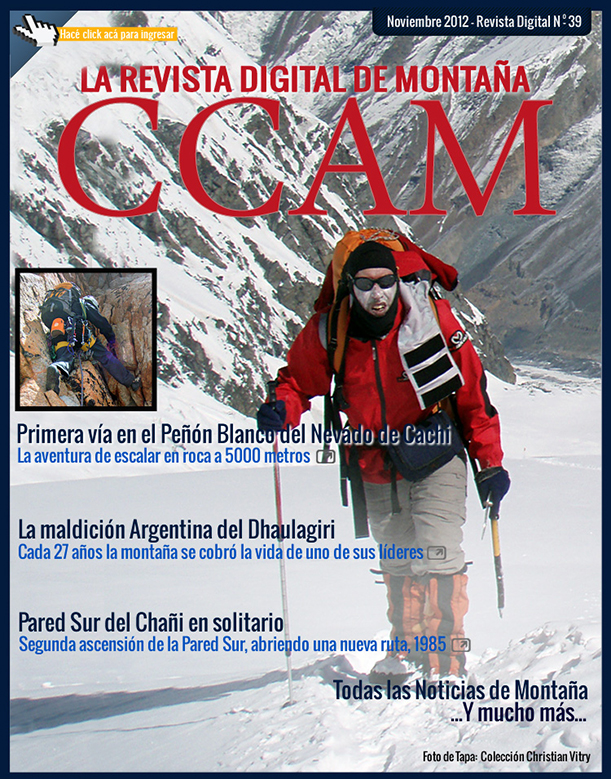 Hacé click acá para ingresar
Noviembre 2012 - Revista Digital Nº 39
LA REVISTA DIGITAL DE MONTAÑA
CCAM
Primera vía en el Peñón Blanco del Nevado de Cachi
La aventura de escalar en roca a 5000 metros
La maldición Argentina del Dhaulagiri
Cada 27 años la montaña se cobró la vida de uno de sus líderes
Pared Sur del Chañi en solitario
Segunda ascensión de la Pared Sur, abriendo una nueva ruta, 1985
Todas las Noticias de Montaña
...Y mucho más...
Foto de Tapa: Colección Christian Vitry